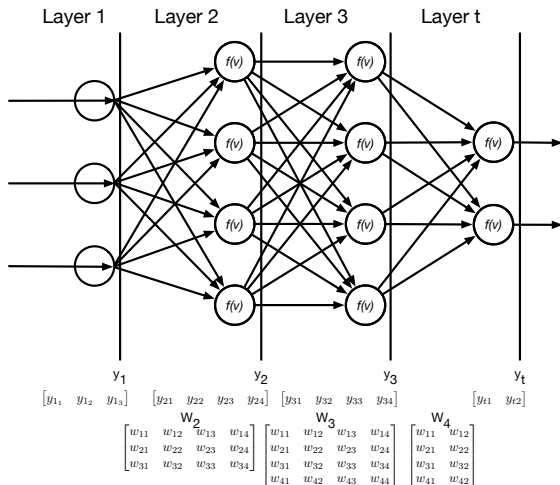 Layer 1 Layer 2 Layer 3 Layer t
f(v) f(v)
f(v) f(v) f(v)
f(v) f(v) f(v)
f(v) f(v)
y1 y2 y3 yt
[y11 y12 y13] [y21 y22 y23 y24] [y31 y32 y33 y34] [yt1 yt2]
W2 W3 W4
w11 w12 w13 w14 w11 w12 w13 w14 w11 w12
w21 w22 w23 w24 w21 w22 w23 w24 w21 w22
w31 w32 w33 w34 w31 w32 w33 w34 w31 w32
w41 w42 w43 w44 w41 w42